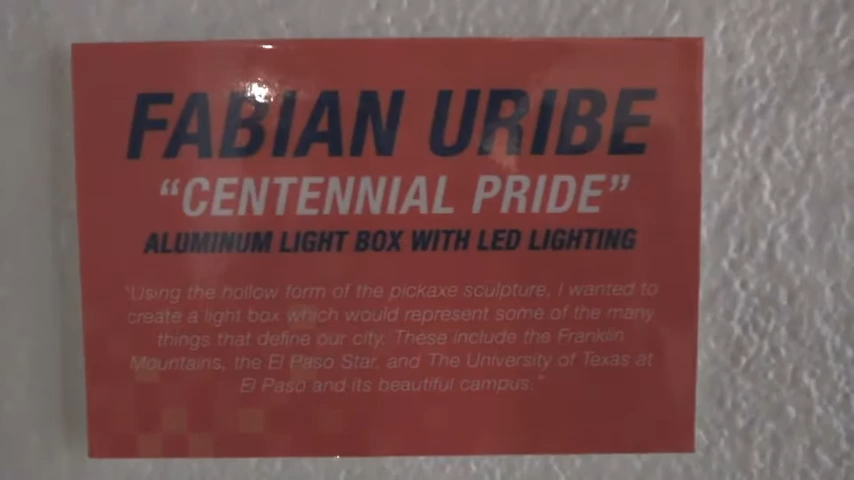 FABIAN URIBE
“CENTENNIAL PRIDE”
ALUMINUM LIGHT BOX WITH LED LIGHTING
"Using the hollow form of the pickaxe sculpture, I wanted to
create a light box which would represent some of the many
things that define our city. These include the Franklin
Mountains, the El Paso Star, and The University of Texas at
El Paso and its beautiful campus."